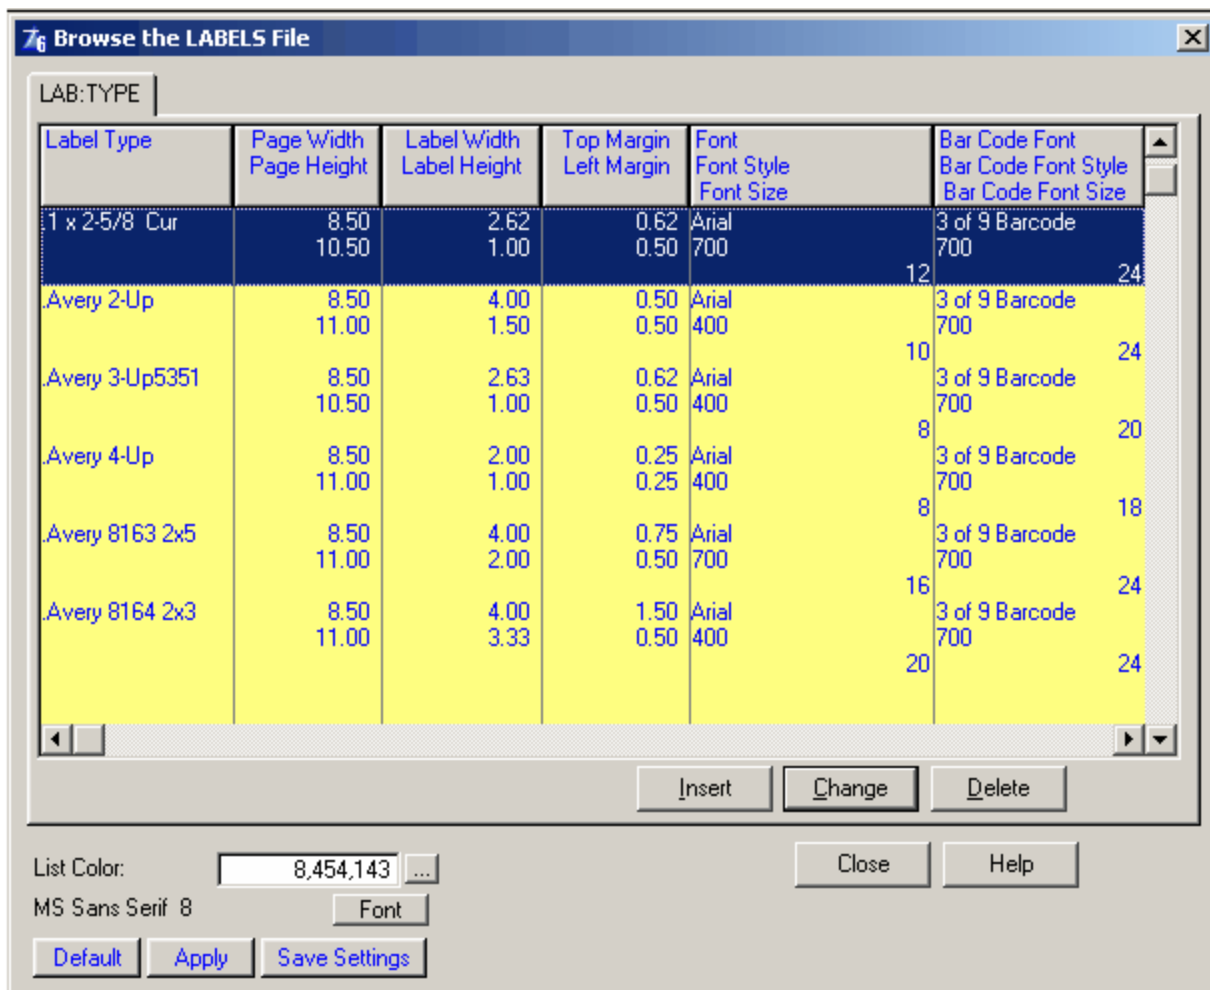 Browse the LABELS File
LAB:TYPE
Label Type Page Width Label Width Top Margin Font Bar Code Font
Page Height Label Height Left Margin Font Style Bar Code Font Style
Font Size Bar Code Font Size
.1 x 2-5/8 Cur 8.50 2.62 0.62 Arial 3 of 9 Barcode
10.50 1.00 0.50 700 700
12 24
.Avery 2-Up 8.50 4.00 0.50 Arial 3 of 9 Barcode
11.00 1.50 0.50 400 700
10 24
.Avery 3-Up5351 8.50 2.63 0.62 Arial 3 of 9 Barcode
10.50 1.00 0.50 400 700
8 20
.Avery 4-Up 8.50 2.00 0.25 Arial 3 of 9 Barcode
11.00 1.00 0.25 400 700
8 18
.Avery 8163 2x5 8.50 4.00 0.75 Arial 3 of 9 Barcode
11.00 2.00 0.50 700 700
16 24
.Avery 8164 2x3 8.50 4.00 1.50 Arial 3 of 9 Barcode
11.00 3.33 0.50 400 700
20 24
Insert Change Delete
List Color: 8,454,143 ... Close Help
MS Sans Serif 8 Font
Default Apply Save Settings